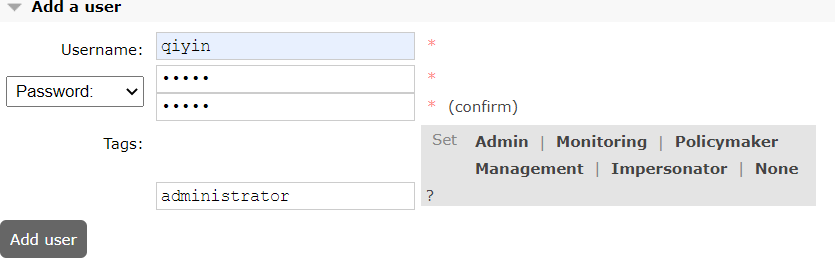 Add a user
Username: qiyin *
Password: ••••• *
••••• * (confirm)
Tags: Set Admin | Monitoring | Policymaker
Management | Impersonator | None
administrator ?
Add user